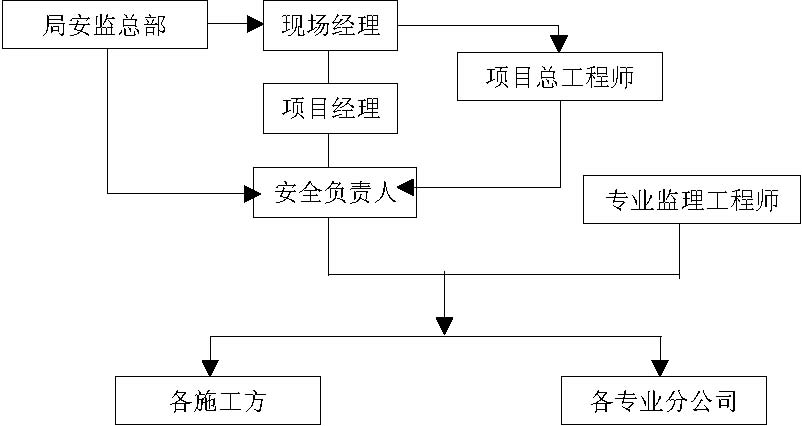 局安监总部
现场经理
项目总工程师
项目经理
安全负责人
专业监理工程师
各施工方
各专业分公司